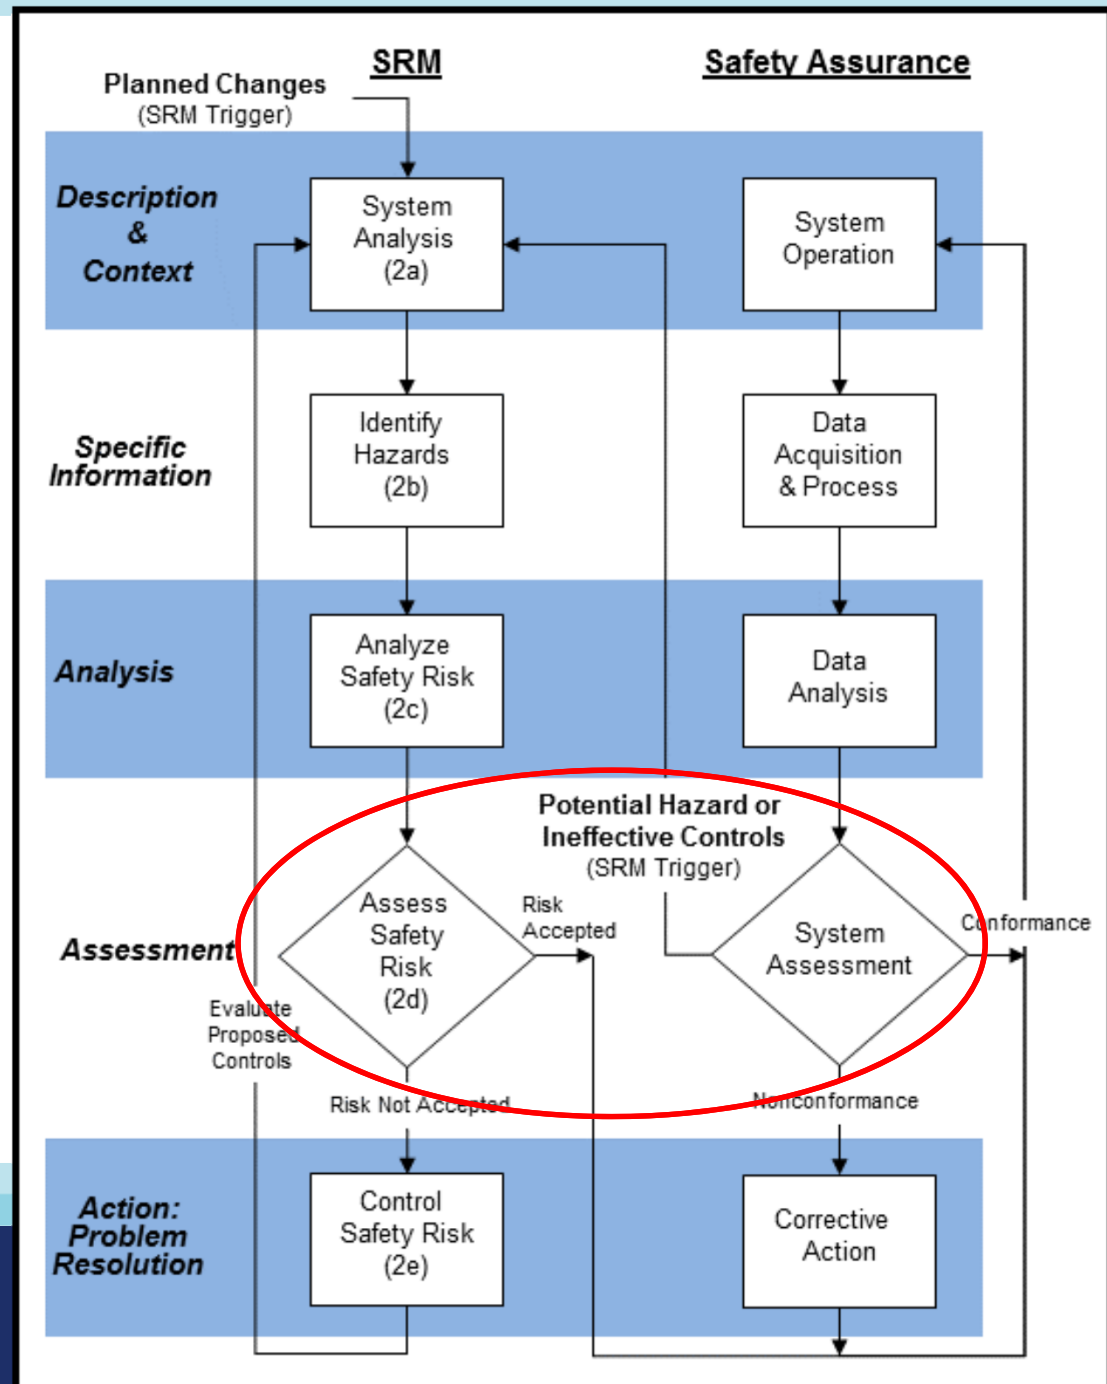 SRM
Safety Assurance
Planned Changes
(SRM Trigger)
Description
&
Context
System
Analysis
(2a)
System
Operation
Specific
Information
Identify
Hazards
(2b)
Data
Acquisition
& Process
Analysis
Analyze
Safety Risk
(2c)
Data
Analysis
Potential Hazard or
Ineffective Controls
(SRM Trigger)
Assessment
Assess
Safety
Risk
(2d)
Risk
Accepted
System
Assessment
Conformance
Evaluate
Proposed
Controls
Risk Not Accepted
Nonconformance
Action:
Problem
Resolution
Control
Safety Risk
(2e)
Corrective
Action